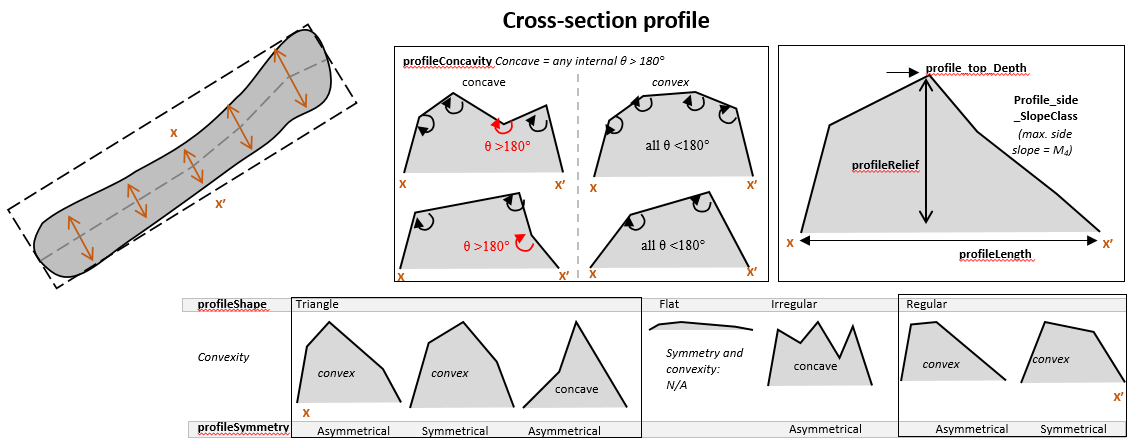 Cross-section profile
x
x'
profileConcavity Concave = any internal θ > 180°
concave
convex
θ >180°
all θ <180°
x
x'
θ >180°
all θ <180°
x
x'
x
x'
profile_top_Depth
Profile_side
_SlopeClass
(max. side
slope = M4)
profileRelief
x
x'
profileLength
profileShape Triangle Flat Irregular Regular
Convexity
convex
convex
concave
Symmetry and
convexity:
N/A
concave
convex
convex
x
x'
profileSymmetry Asymmetrical Symmetrical Asymmetrical Asymmetrical Asymmetrical Symmetrical